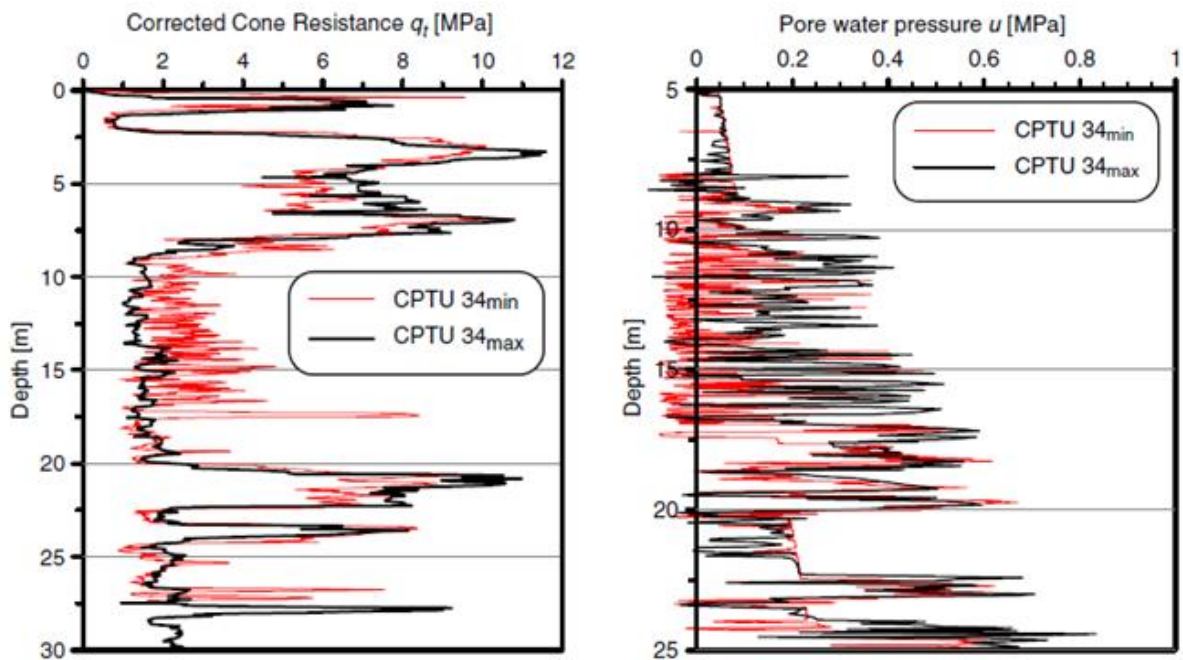 Corrected Cone Resistance qt [MPa]
0 2 4 6 8 10 12
0
5
10
15
20
25
30
Depth [m]
CPTU 34min
CPTU 34max
Pore water pressure u [MPa]
0 0.2 0.4 0.6 0.8 1
5
10
15
20
25
Depth [m]
CPTU 34min
CPTU 34max